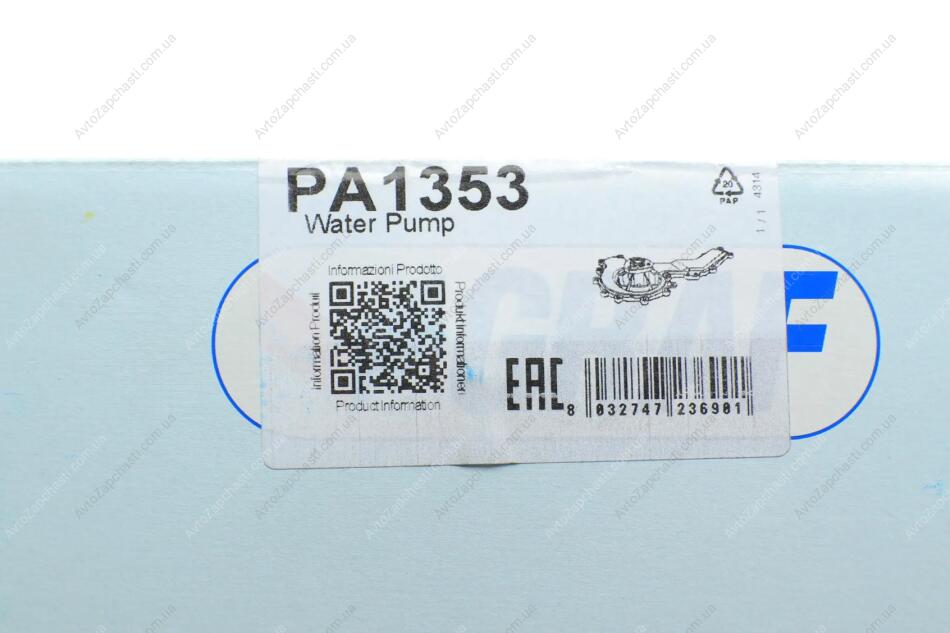 PA1353
Water Pump
20
PAP
1/1 4314
Informazioni Prodotto
Information Produit
Produktinformationen
Product Information
GRAF
EAC
8 032747 236901
AvtoZapchasti.com.ua